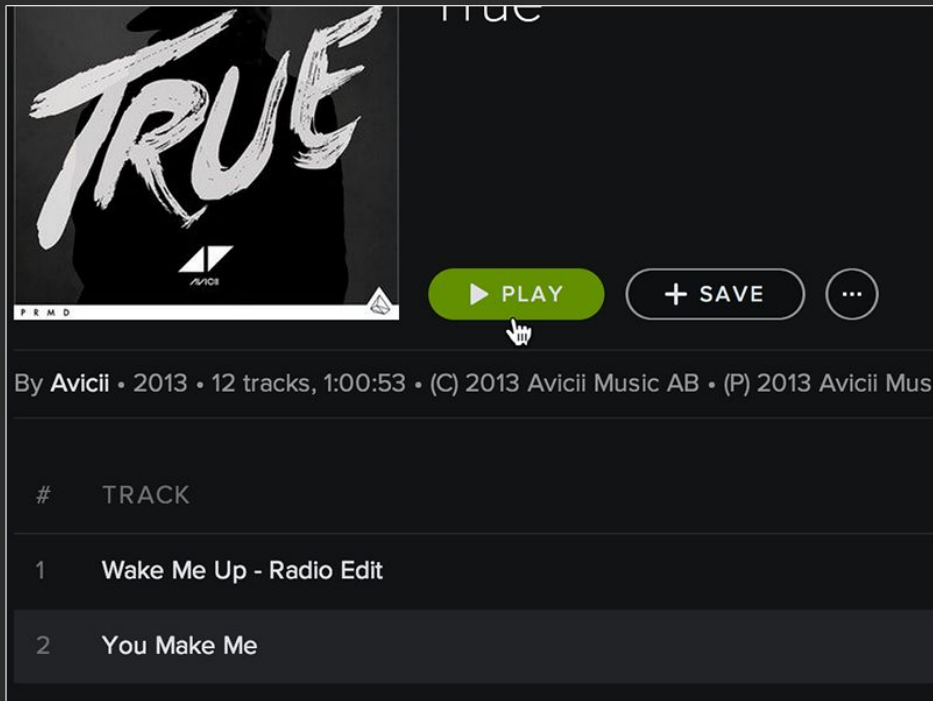 True
TRUE
AVICII
PRMD
PLAY
+ SAVE
...
By Avicii • 2013 • 12 tracks, 1:00:53 • (C) 2013 Avicii Music AB • (P) 2013 Avicii Mus
# TRACK
1 Wake Me Up - Radio Edit
2 You Make Me